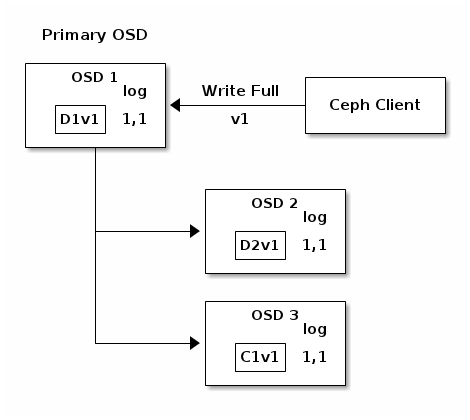 Primary OSD
OSD 1
log
D1v1 1,1
Write Full
v1
Ceph Client
OSD 2
log
D2v1 1,1
OSD 3
log
C1v1 1,1